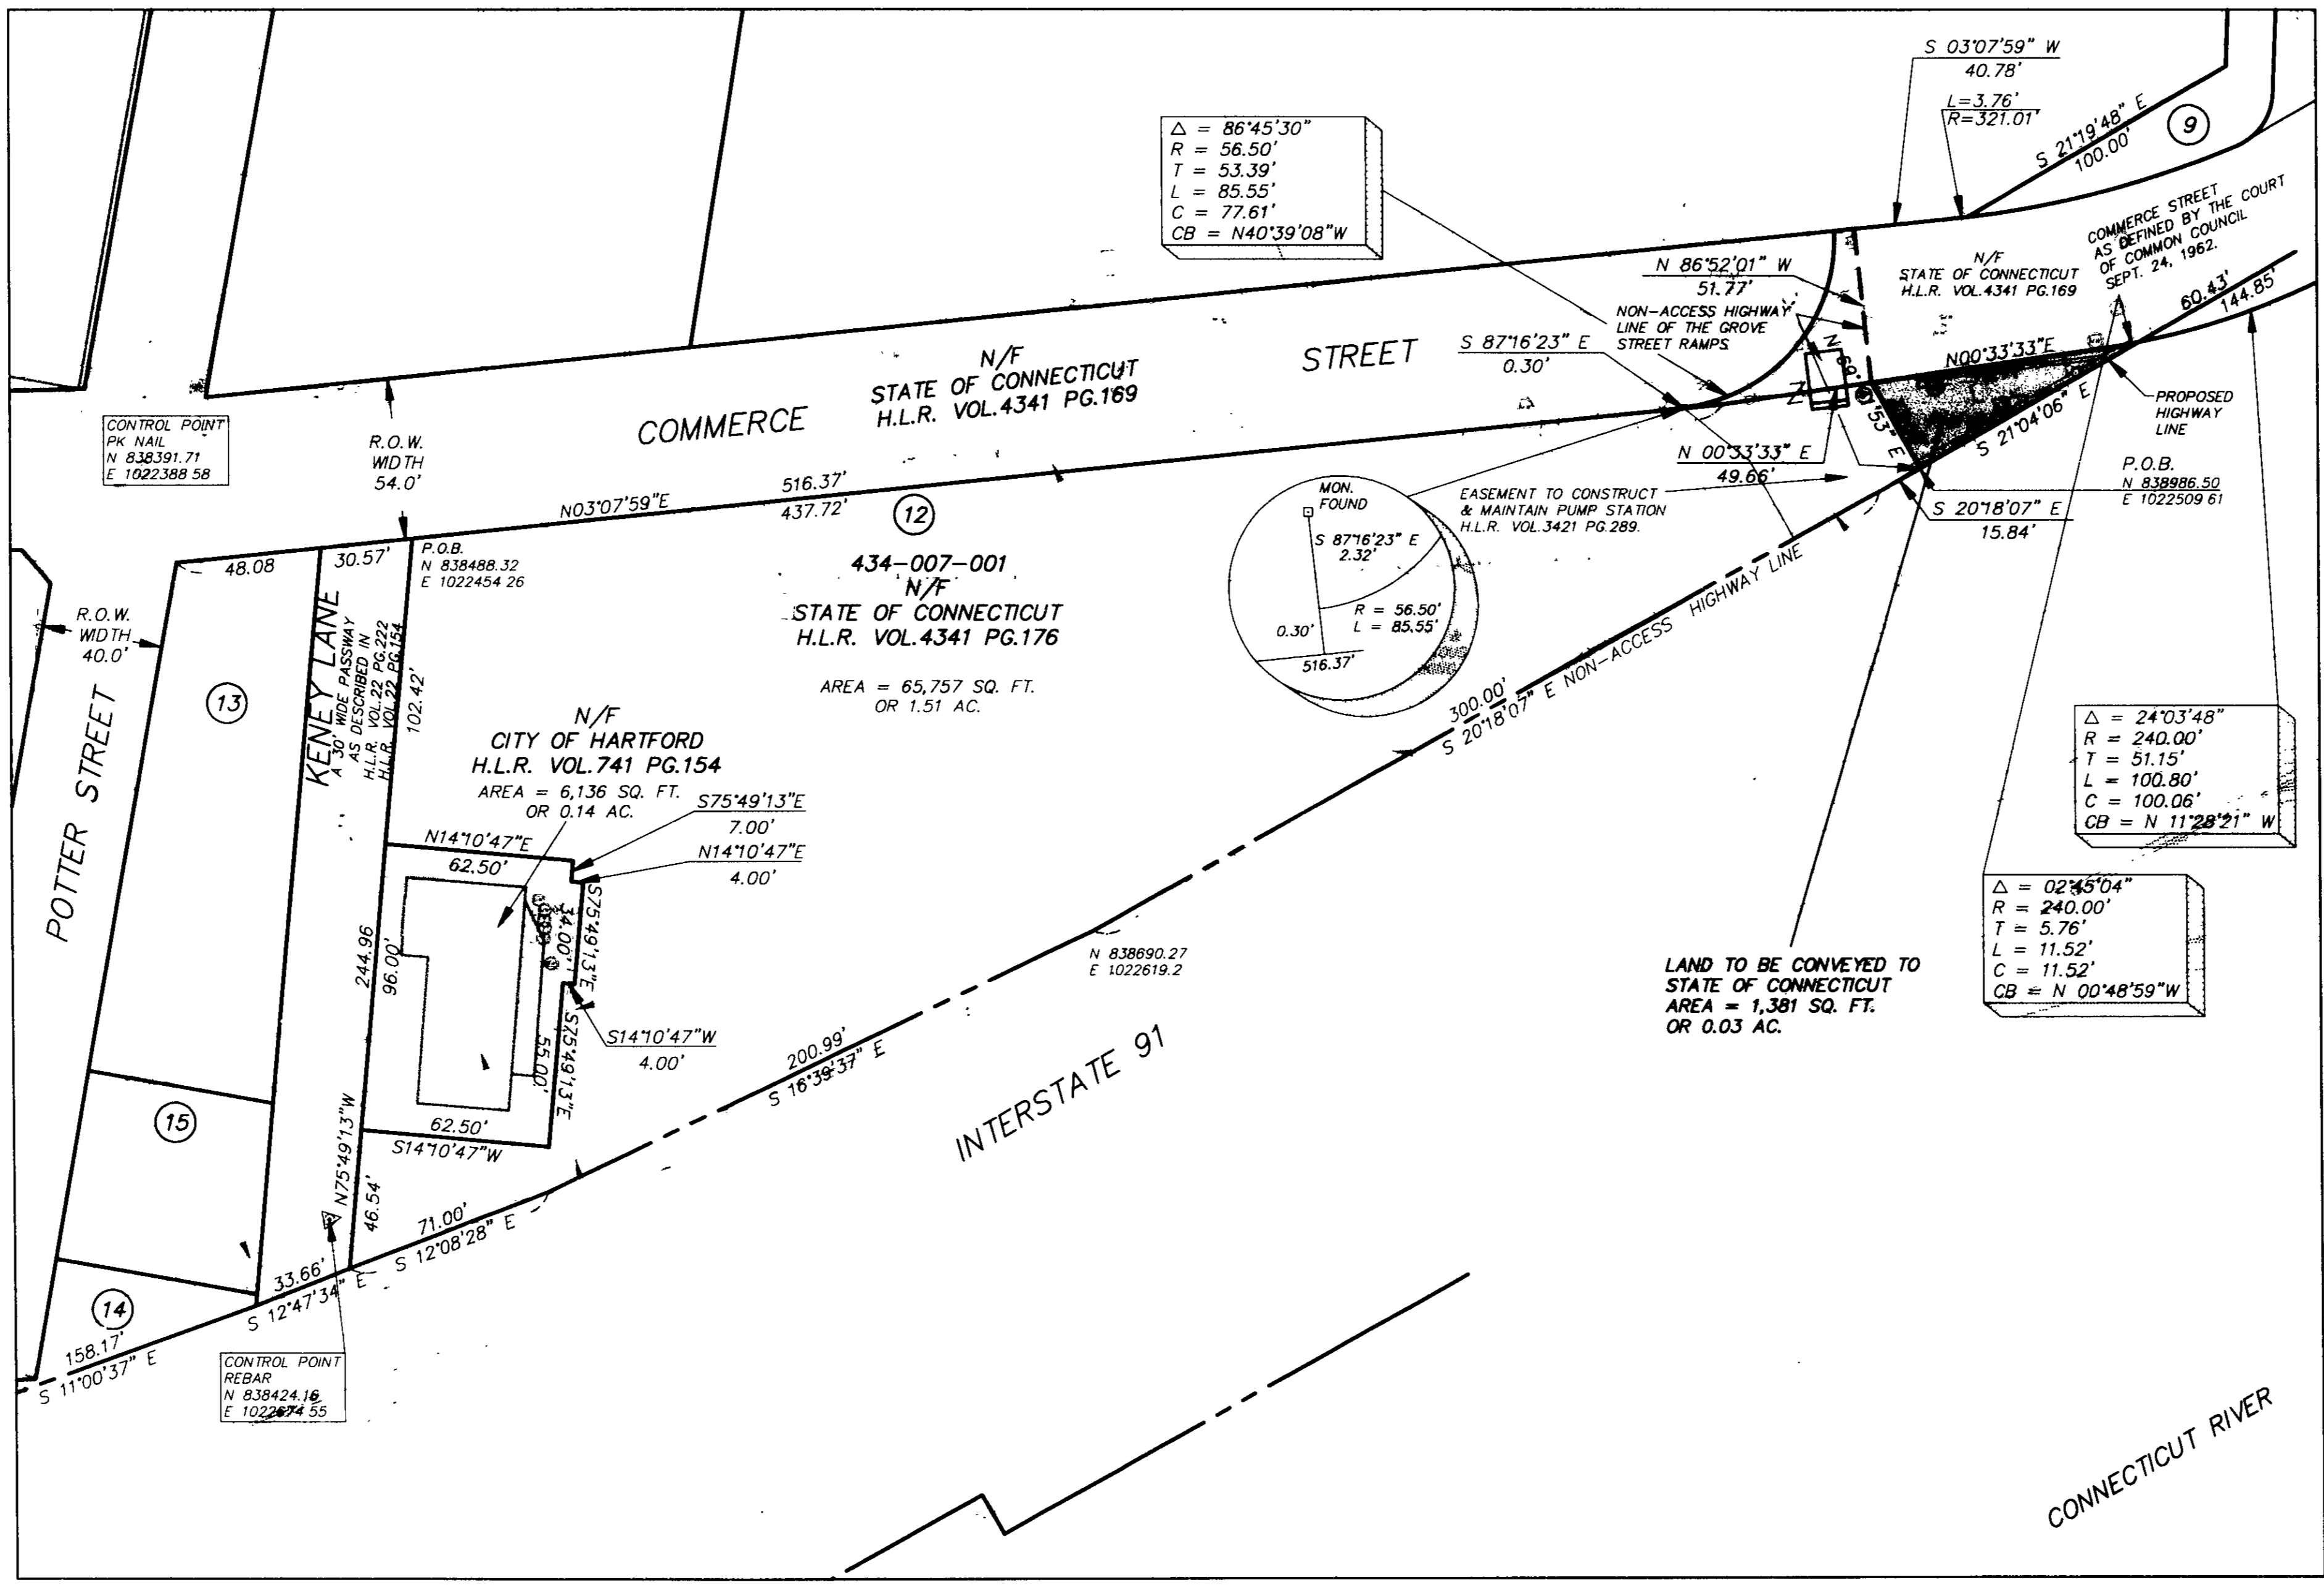 S 03°07'59" W
40.78'
L=3.76'
R=321.01'
S 21°19'48" E
100.00'
9
Δ = 86°45'30"
R = 56.50'
T = 53.39'
L = 85.55'
C = 77.61'
CB = N40°39'08"W
COMMERCE STREET
AS DEFINED BY THE COURT
OF COMMON COUNCIL
SEPT. 24, 1962.
N/F
STATE OF CONNECTICUT
H.L.R. VOL.4341 PG.169
60.43'
144.85'
N 86°52'01" W
51.77'
NON-ACCESS HIGHWAY
LINE OF THE GROVE
STREET RAMPS
S 87°16'23" E
0.30'
N00°33'33"E
S 21°04'06" E
PROPOSED
HIGHWAY
LINE
N/F
STATE OF CONNECTICUT
H.L.R. VOL.4341 PG.169
COMMERCE STREET
CONTROL POINT
PK NAIL
N 838391.71
E 1022388 58
R.O.W.
WIDTH
54.0'
N 00°33'33" E
49.66'
P.O.B.
N 838986.50
E 1022509 61
S 20°18'07" E
15.84'
EASEMENT TO CONSTRUCT
& MAINTAIN PUMP STATION
H.L.R. VOL.3421 PG.289.
MON.
FOUND
S 87°16'23" E
2.32'
R = 56.50'
L = 85.55'
0.30'
516.37'
N03°07'59"E
516.37'
437.72'
12
48.08
30.57'
P.O.B.
N 838488.32
E 1022454 26
434-007-001
N/F
STATE OF CONNECTICUT
H.L.R. VOL.4341 PG.176
AREA = 65,757 SQ. FT.
OR 1.51 AC.
R.O.W.
WIDTH
40.0'
POTTER STREET
13
KENEY LANE
A 30' WIDE PASSWAY
AS DESCRIBED IN
H.L.R. VOL.22 PG.222
H.L.R. VOL.22 PG.154
102.42'
N/F
CITY OF HARTFORD
H.L.R. VOL.741 PG.154
AREA = 6,136 SQ. FT.
OR 0.14 AC.
S75°49'13"E
7.00'
N14°10'47"E
4.00'
N14°10'47"E
62.50'
S75°49'13"E
34.00'
244.96
96.00'
S14°10'47"W
4.00'
S75°49'13"E
55.00'
62.50'
S14°10'47"W
N75°49'13"W
46.54'
15
14
NON-ACCESS HIGHWAY LINE
300.00'
S 20°18'07" E
N 838690.27
E 1022619.2
200.99'
S 16°39'37" E
71.00'
S 12°08'28" E
33.66'
S 12°47'34" E
158.17'
S 11°00'37" E
CONTROL POINT
REBAR
N 838424.16
E
INTERSTATE 91
LAND TO BE CONVEYED TO
STATE OF CONNECTICUT
AREA = 1,381 SQ. FT.
OR 0.03 AC.
Δ = 24°03'48"
R = 240.00'
T = 51.15'
L = 100.80'
C = 100.06'
CB = N 11°28'21" W
Δ = 02°45'04"
R = 240.00'
T = 5.76'
L = 11.52'
C = 11.52'
CB = N 00°48'59"W
CONNECTICUT RIVER